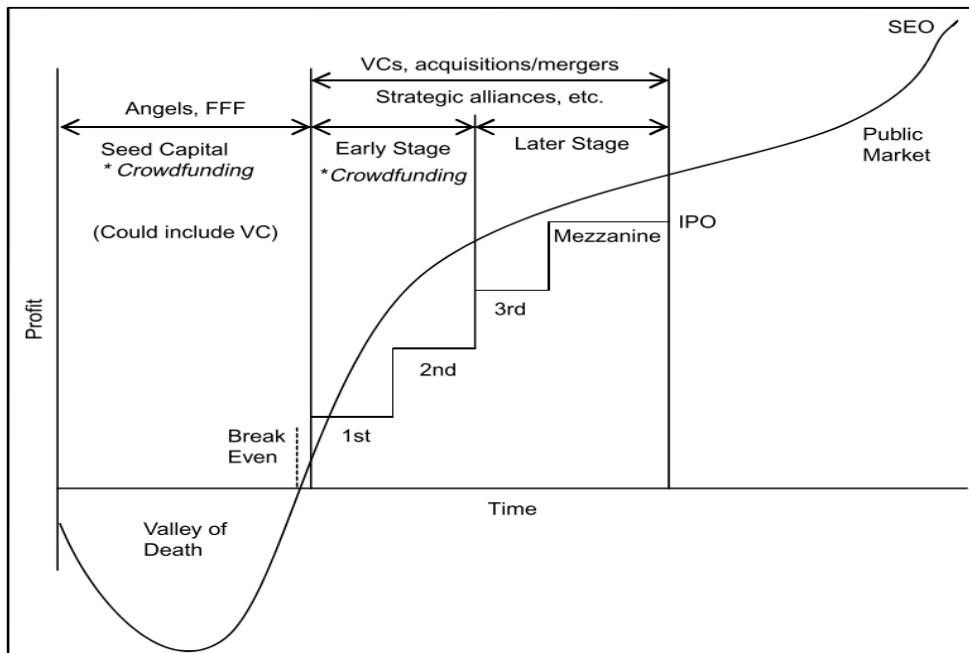 SEO
VCs, acquisitions/mergers
Angels, FFF
Strategic alliances, etc.
Seed Capital
* Crowdfunding
Early Stage
*Crowdfunding
Later Stage
Public
Market
(Could include VC)
IPO
Mezzanine
Profit
3rd
2nd
1st
Break
Even
Time
Valley of
Death